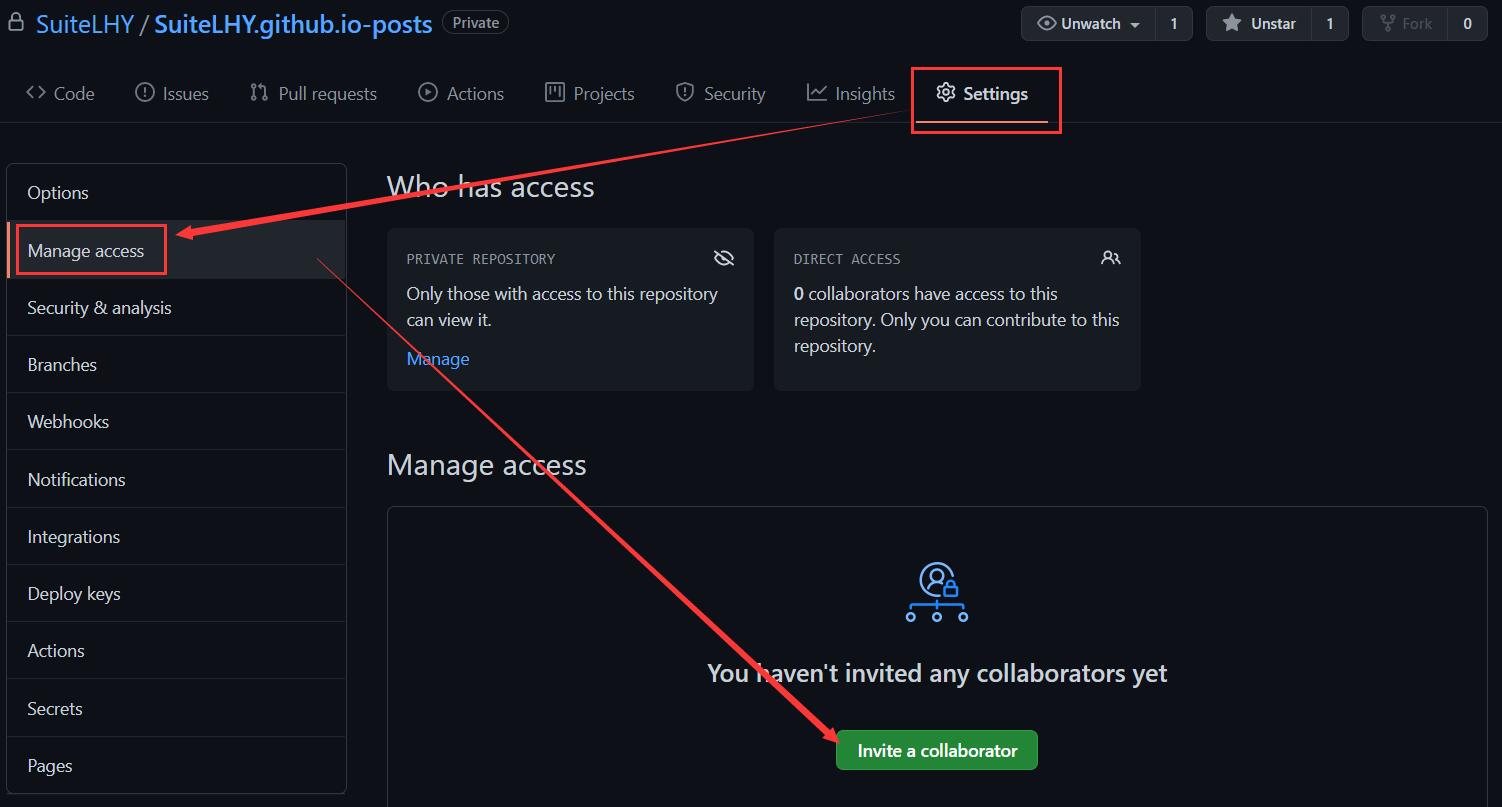 SuiteLHY / SuiteLHY.github.io-posts Private
Unwatch 1 Unstar 1 Fork 0
Code Issues Pull requests Actions Projects Security Insights Settings
Options
Manage access
Security & analysis
Branches
Webhooks
Notifications
Integrations
Deploy keys
Actions
Secrets
Pages
Who has access
PRIVATE REPOSITORY
Only those with access to this repository
can view it.
Manage
DIRECT ACCESS
0 collaborators have access to this
repository. Only you can contribute to this
repository.
Manage access
You haven't invited any collaborators yet
Invite a collaborator